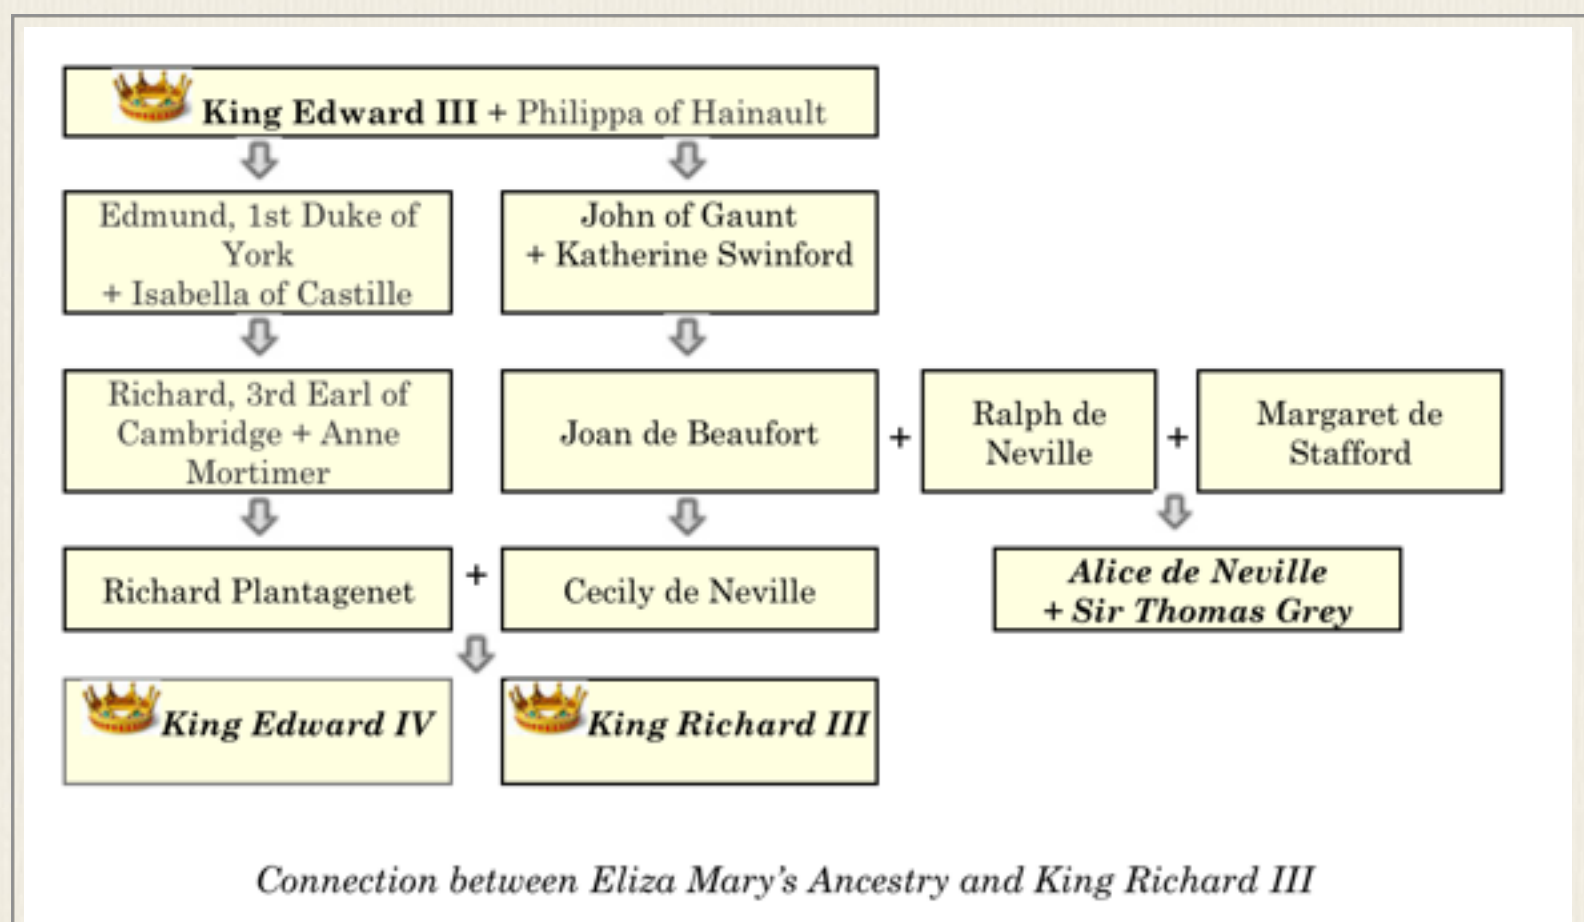 King Edward III + Philippa of Hainault
Edmund, 1st Duke of
York
+ Isabella of Castille
John of Gaunt
+ Katherine Swinford
Richard, 3rd Earl of
Cambridge + Anne
Mortimer
Joan de Beaufort
+
Ralph de
Neville
+
Margaret de
Stafford
Richard Plantagenet
+
Cecily de Neville
Alice de Neville
+ Sir Thomas Grey
King Edward IV
King Richard III
Connection between Eliza Mary's Ancestry and King Richard III